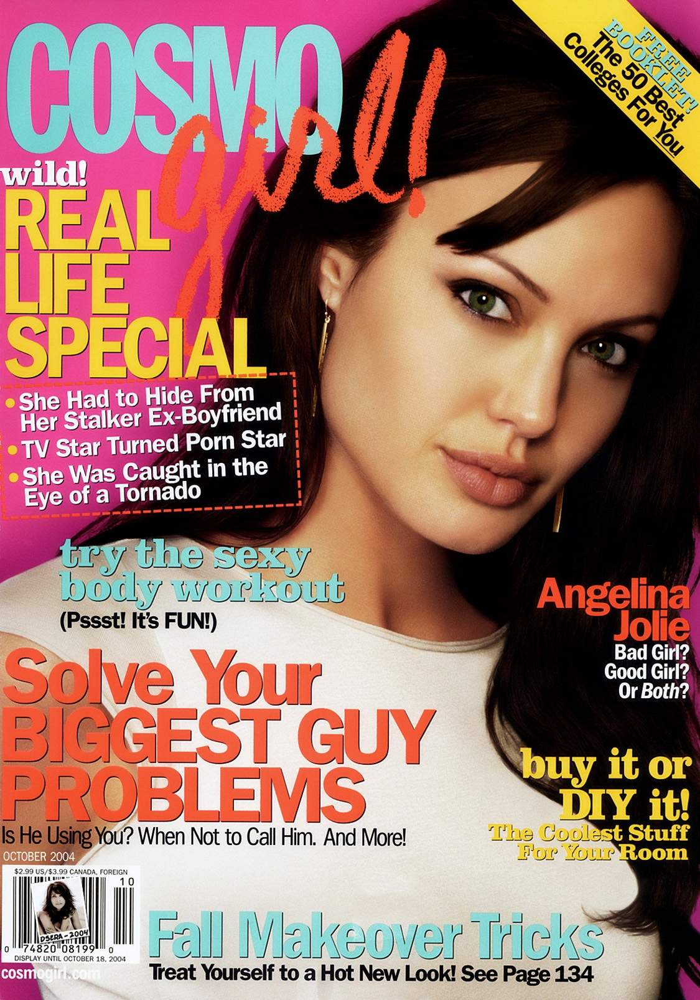 COSMO
girl!
FREE
BOOKLET!
The 50 Best
Colleges For You
wild!
REAL
LIFE
SPECIAL
• She Had to Hide From
Her Stalker Ex-Boyfriend
• TV Star Turned Porn Star
• She Was Caught in the
Eye of a Tornado
try the sexy
body workout
(Pssst! It's FUN!)
Angelina
Jolie
Bad Girl?
Good Girl?
Or Both?
Solve Your
BIGGEST GUY
PROBLEMS
Is He Using You? When Not to Call Him. And More!
buy it or
DIY it!
The Coolest Stuff
For Your Room
OCTOBER 2004
$2.99 US/$3.99 CANADA, FOREIGN
10
DSERA - 2004
0 74820 08199 0
DISPLAY UNTIL OCTOBER 18, 2004
cosmogirl.com
Fall Makeover Tricks
Treat Yourself to a Hot New Look! See Page 134